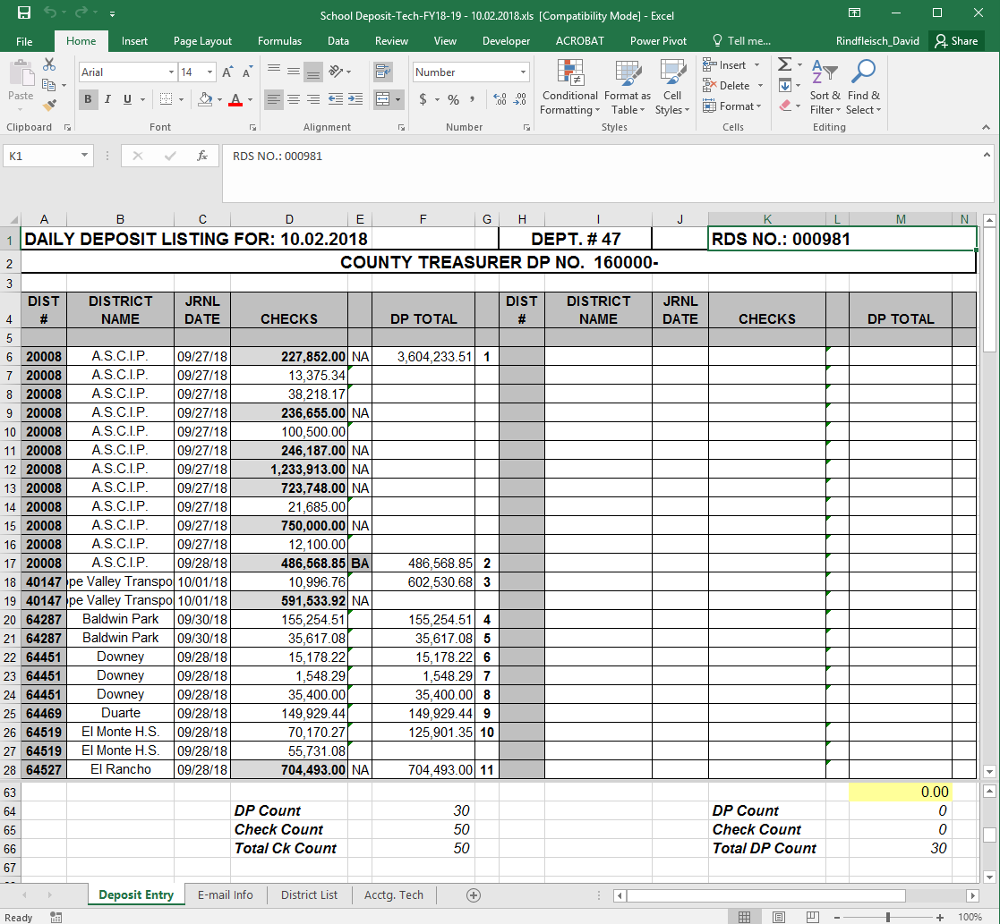 School Deposit-Tech-FY18-19 - 10.02.2018.xls [Compatibility Mode] - Excel
File Home Insert Page Layout Formulas Data Review View Developer ACROBAT Power Pivot Tell me... Rindfleisch_David Share
Arial 14 A A Number Insert
Paste Conditional Format as Cell Delete Sort & Find &
B I U A $ % , Formatting Table Styles Format Filter Select
Clipboard Font Alignment Number Styles Cells Editing
K1 fx RDS NO.: 000981
A B C D E F G H I J K L M N
1 DAILY DEPOSIT LISTING FOR: 10.02.2018 DEPT. # 47 RDS NO.: 000981
2 COUNTY TREASURER DP NO. 160000-
3
DIST DISTRICT JRNL DIST DISTRICT JRNL
4 # NAME DATE CHECKS DP TOTAL # NAME DATE CHECKS DP TOTAL
5
6 20008 A.S.C.I.P. 09/27/18 227,852.00 NA 3,604,233.51 1
7 20008 A.S.C.I.P. 09/27/18 13,375.34
8 20008 A.S.C.I.P. 09/27/18 38,218.17
9 20008 A.S.C.I.P. 09/27/18 236,655.00 NA
10 20008 A.S.C.I.P. 09/27/18 100,500.00
11 20008 A.S.C.I.P. 09/27/18 246,187.00 NA
12 20008 A.S.C.I.P. 09/27/18 1,233,913.00 NA
13 20008 A.S.C.I.P. 09/27/18 723,748.00 NA
14 20008 A.S.C.I.P. 09/27/18 21,685.00
15 20008 A.S.C.I.P. 09/27/18 750,000.00 NA
16 20008 A.S.C.I.P. 09/27/18 12,100.00
17 20008 A.S.C.I.P. 09/28/18 486,568.85 BA 486,568.85 2
18 40147 pe Valley Transpo 10/01/18 10,996.76 602,530.68 3
19 40147 pe Valley Transpo 10/01/18 591,533.92 NA
20 64287 Baldwin Park 09/30/18 155,254.51 155,254.51 4
21 64287 Baldwin Park 09/30/18 35,617.08 35,617.08 5
22 64451 Downey 09/28/18 15,178.22 15,178.22 6
23 64451 Downey 09/28/18 1,548.29 1,548.29 7
24 64451 Downey 09/28/18 35,400.00 35,400.00 8
25 64469 Duarte 09/28/18 149,929.44 149,929.44 9
26 64519 El Monte H.S. 09/28/18 70,170.27 125,901.35 10
27 64519 El Monte H.S. 09/28/18 55,731.08
28 64527 El Rancho 09/28/18 704,493.00 NA 704,493.00 11
63 0.00
64 DP Count 30 DP Count 0
65 Check Count 50 Check Count 0
66 Total Ck Count 50 Total DP Count 30
67
Deposit Entry E-mail Info District List Acctg. Tech
Ready 100%